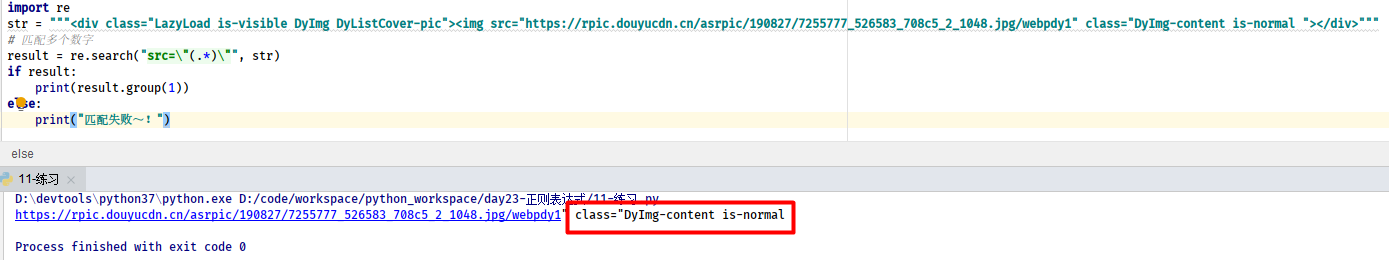 import re
str = """<div class="LazyLoad is-visible DyImg DyListCover-pic"><img src="https://rpic.douyucdn.cn/asrpic/190827/7255777_526583_708c5_2_1048.jpg/webpdy1" class="DyImg-content is-normal "></div>"""
# 匹配多个数字
result = re.search("src=\"(.*)\"", str)
if result:
    print(result.group(1))
else:
    print("匹配失败～！")
else
11-练习 ×
D:\devtools\python37\python.exe D:/code/workspace/python_workspace/day23-正则表达式/11-练习.py
https://rpic.douyucdn.cn/asrpic/190827/7255777_526583_708c5_2_1048.jpg/webpdy1" class="DyImg-content is-normal
Process finished with exit code 0